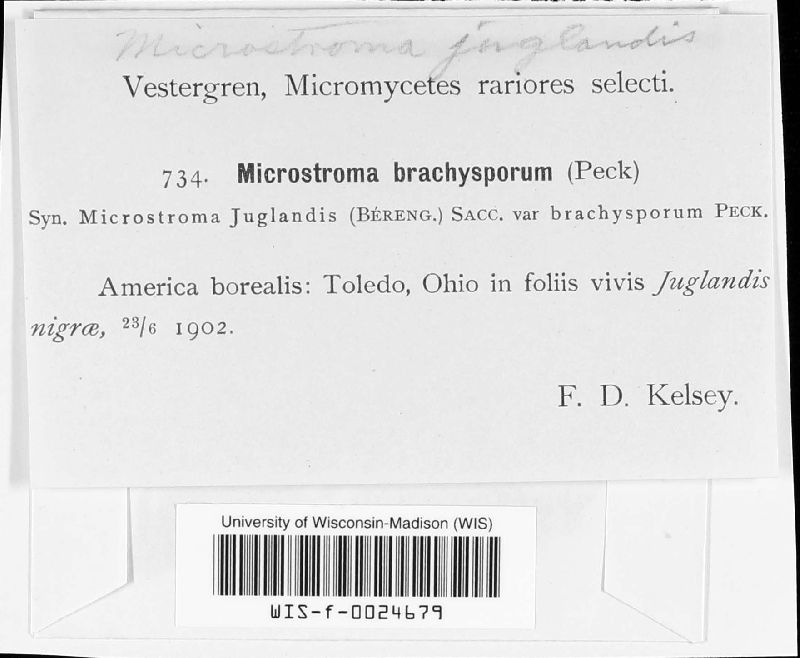 Microstroma juglandis
Vestergren, Micromycetes rariores selecti.
734. Microstroma brachysporum (Peck)
Syn. Microstroma Juglandis (BÉRENG.) SACC. var brachysporum PECK.
America borealis: Toledo, Ohio in foliis vivis Juglandis
nigræ, 23/6 1902.
F. D. Kelsey.
University of Wisconsin-Madison (WIS)
WIS-f-0024679